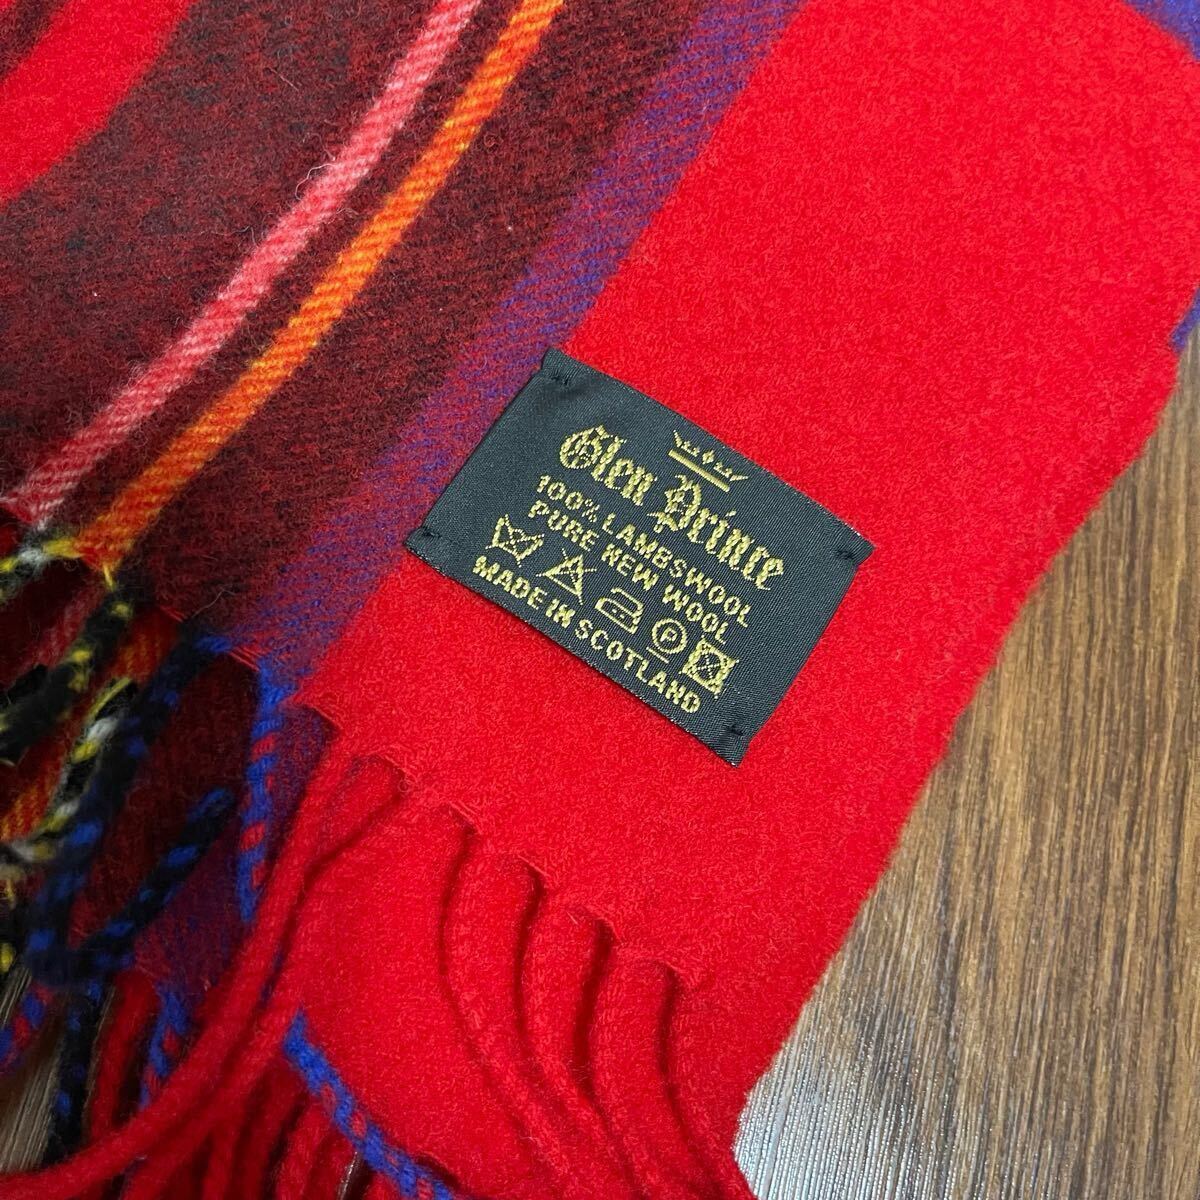 Glen Prince
100% LAMBSWOOL
PURE NEW WOOL
P
MADE IN SCOTLAND